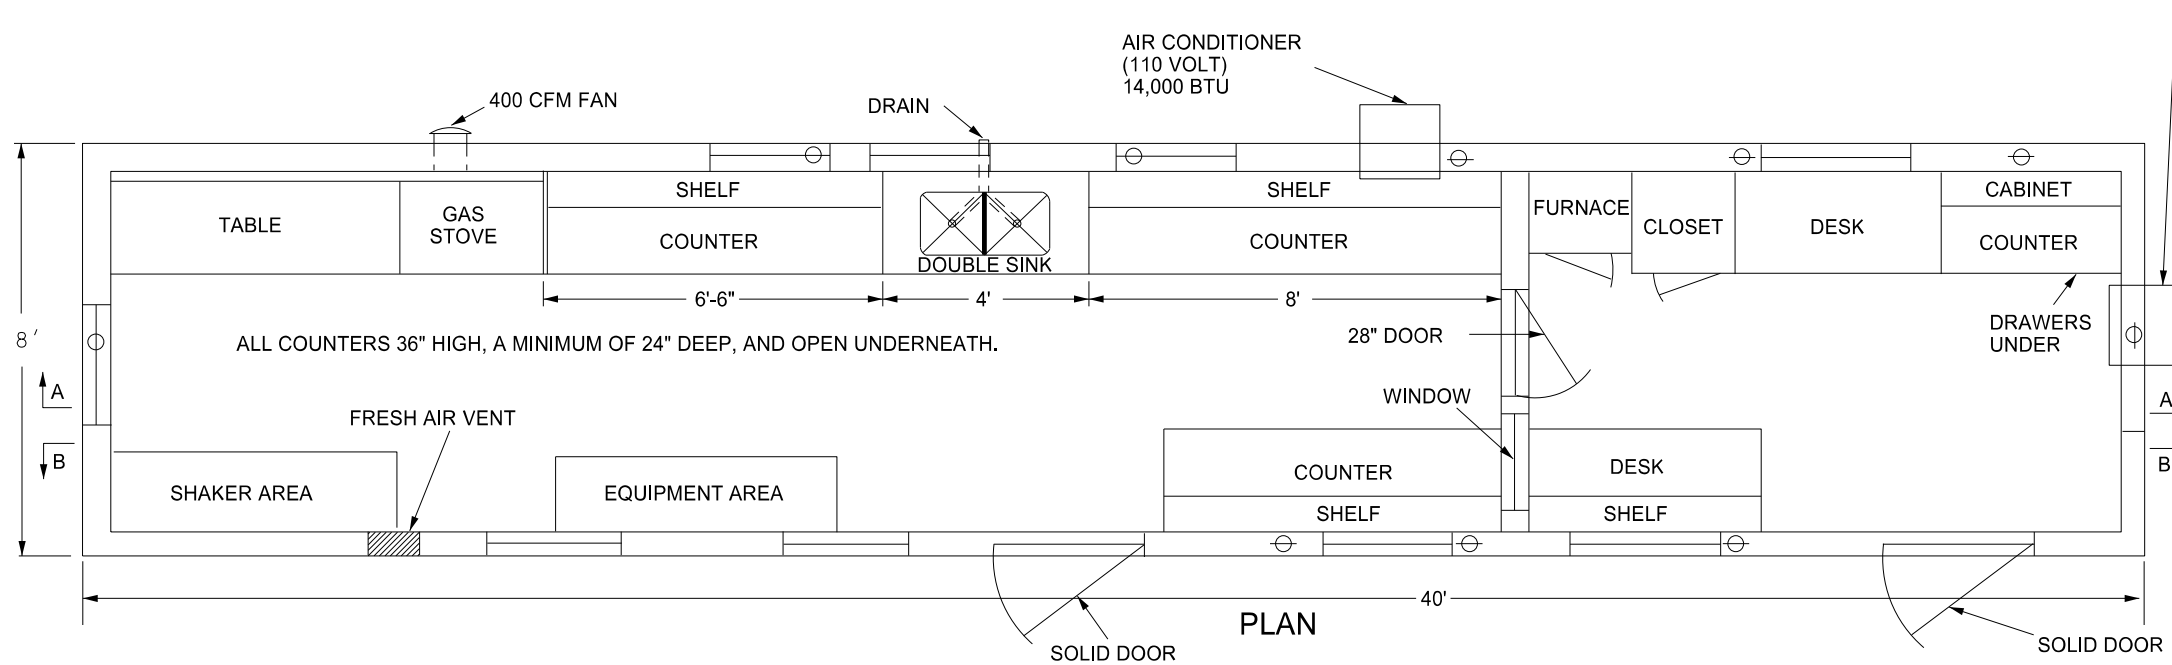 AIR CONDITIONER
(110 VOLT)
14,000 BTU
400 CFM FAN
DRAIN
SHELF
SHELF
CABINET
TABLE
GAS
STOVE
COUNTER
COUNTER
FURNACE
CLOSET
DESK
COUNTER
DOUBLE SINK
6'-6"
4'
8'
8'
ALL COUNTERS 36" HIGH, A MINIMUM OF 24" DEEP, AND OPEN UNDERNEATH.
28" DOOR
DRAWERS
UNDER
A
WINDOW
A
FRESH AIR VENT
B
B
SHAKER AREA
EQUIPMENT AREA
COUNTER
DESK
SHELF
SHELF
40'
PLAN
SOLID DOOR
SOLID DOOR